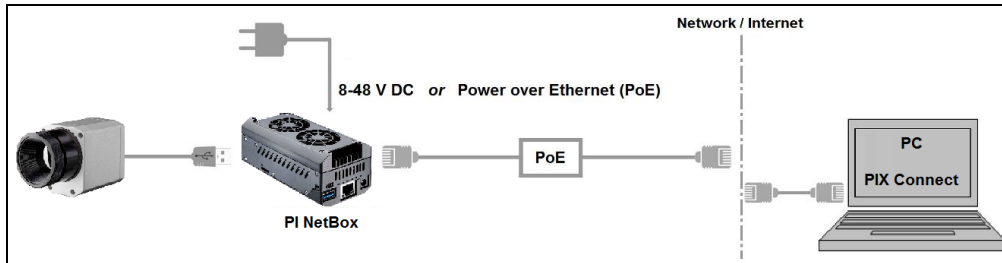 Network / Internet
8-48 V DC or Power over Ethernet (PoE)
PoE
PC
PIX Connect
PI NetBox